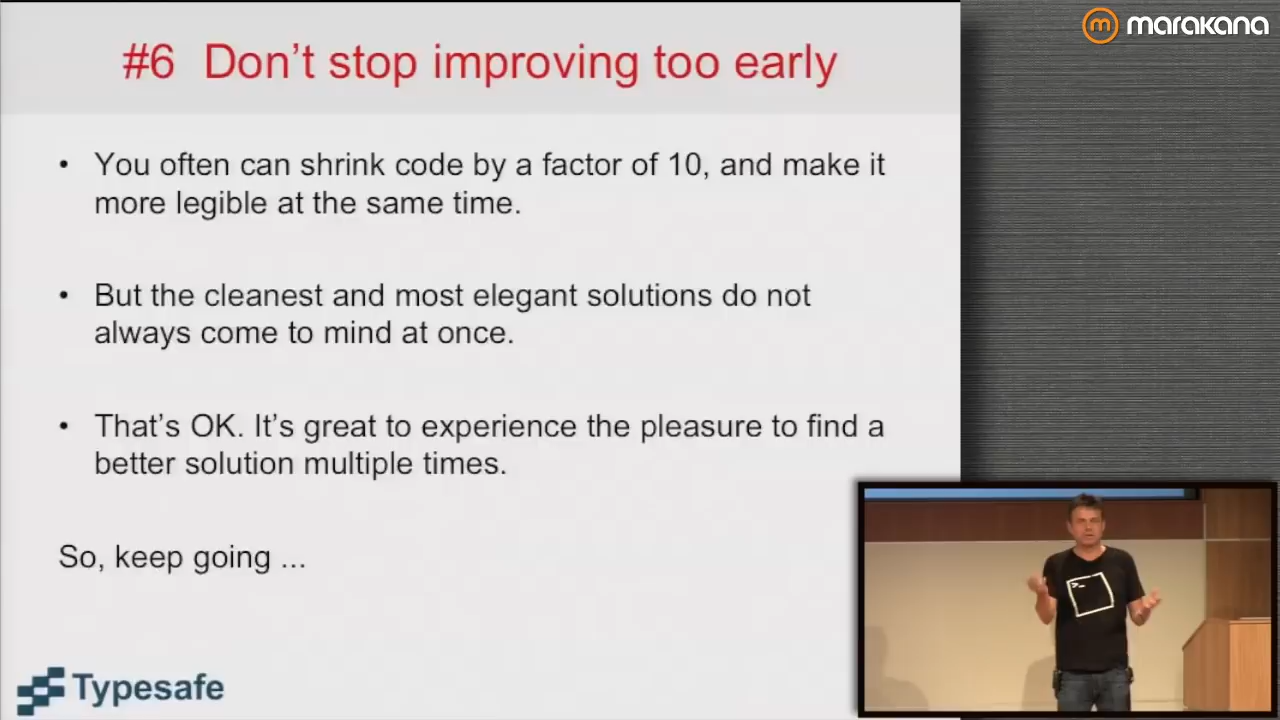 marakana
#6 Don't stop improving too early
• You often can shrink code by a factor of 10, and make it
more legible at the same time.
• But the cleanest and most elegant solutions do not
always come to mind at once.
• That's OK. It's great to experience the pleasure to find a
better solution multiple times.
So, keep going ...
Typesafe
>_